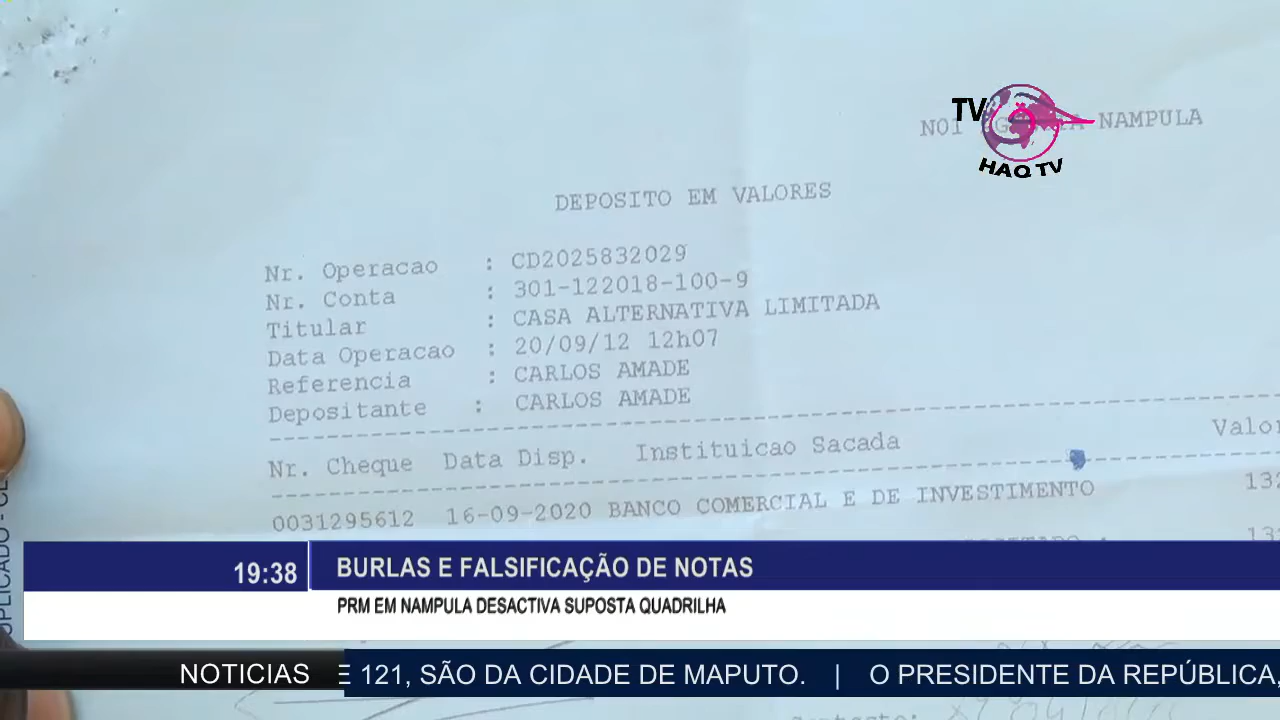 TV
HAQ TV
NAMPULA
DEPOSITO EM VALORES
Nr. Operacao : CD2025832029
Nr. Conta : 301-122018-100-9
Titular : CASA ALTERNATIVA LIMITADA
Data Operacao : 20/09/12 12h07
Referencia : CARLOS AMADE
Depositante : CARLOS AMADE
Nr. Cheque Data Disp. Instituicao Sacada Valor
0031295612 16-09-2020 BANCO COMERCIAL E DE INVESTIMENTO 132
19:38
BURLAS E FALSIFICAÇÃO DE NOTAS
PRM EM NAMPULA DESACTIVA SUPOSTA QUADRILHA
NOTICIAS
E 121, SÃO DA CIDADE DE MAPUTO. | O PRESIDENTE DA REPÚBLICA,